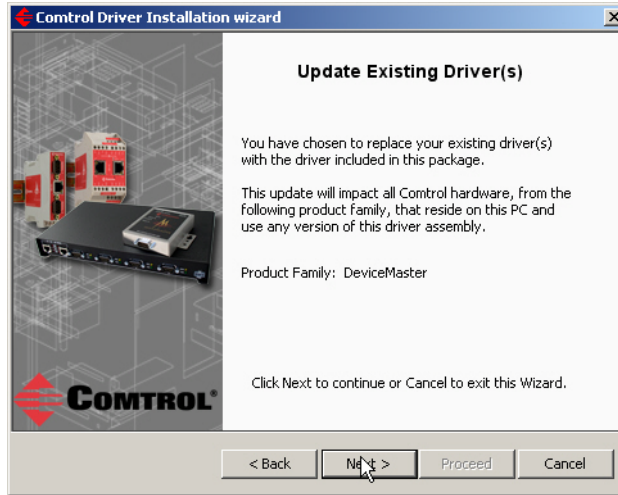 Comtrol Driver Installation wizard
Update Existing Driver(s)
You have chosen to replace your existing driver(s)
with the driver included in this package.
This update will impact all Comtrol hardware, from the
following product family, that reside on this PC and
use any version of this driver assembly.
Product Family: DeviceMaster
Click Next to continue or Cancel to exit this Wizard.
COMTROL®
< Back
Next >
Proceed
Cancel